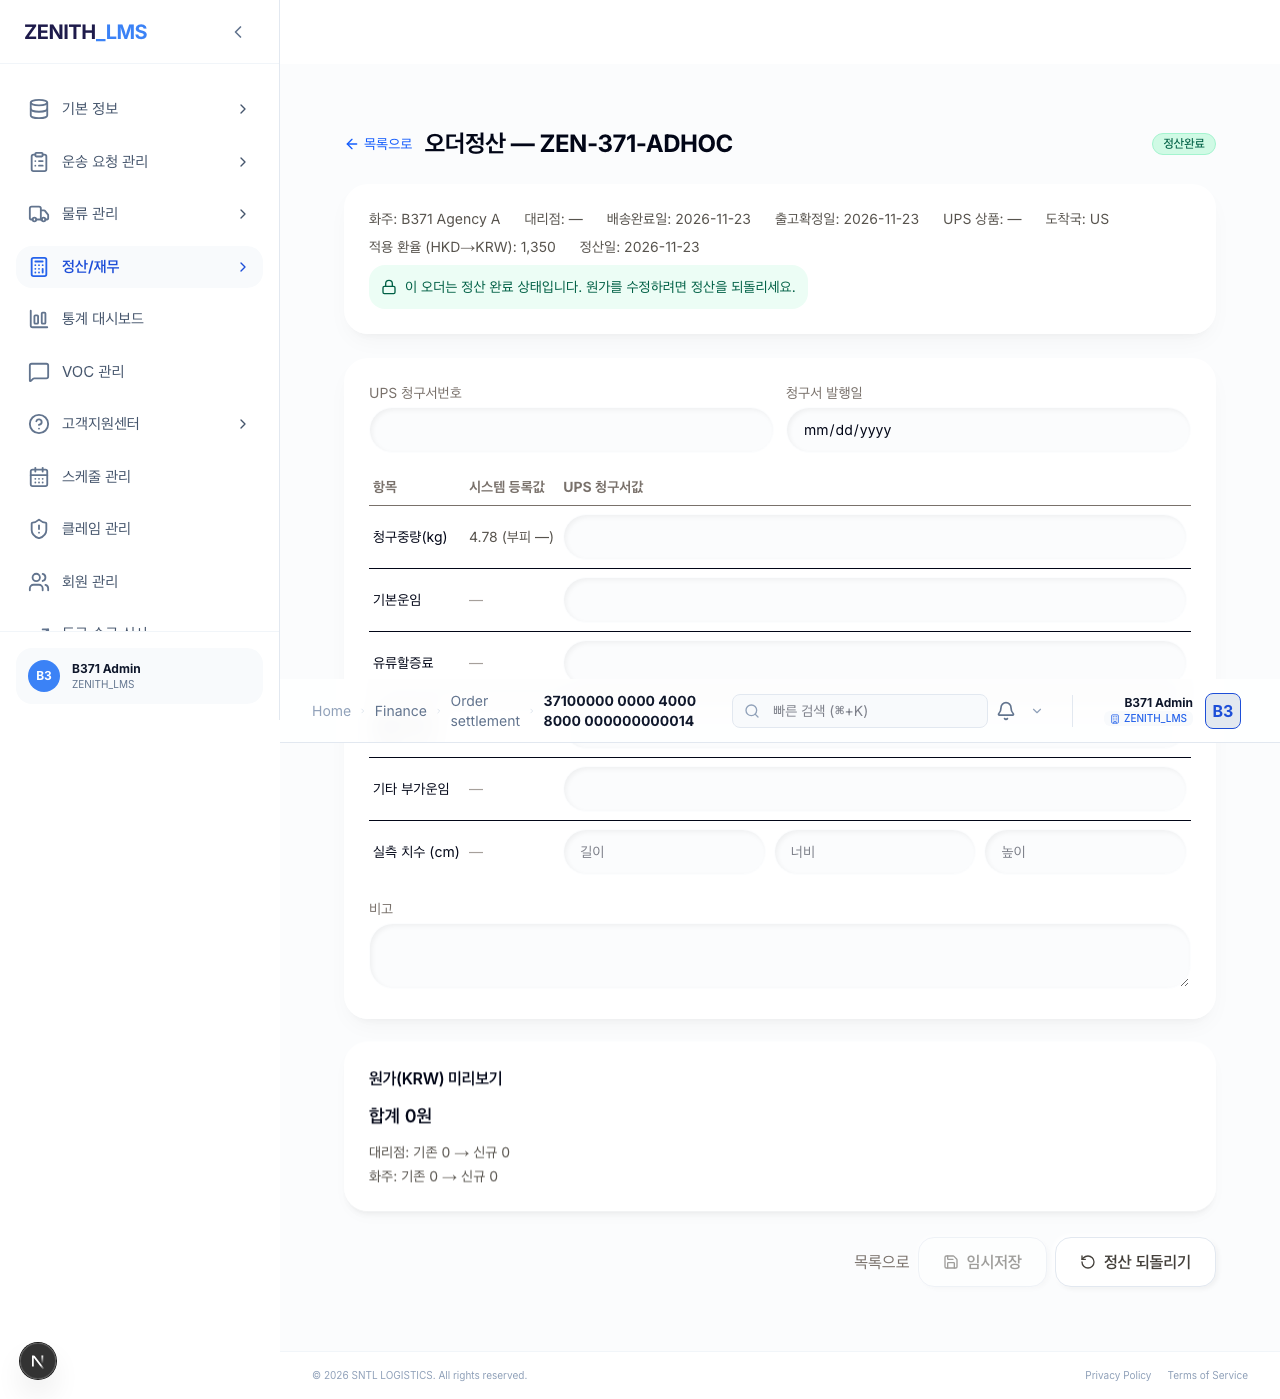 ZENITH_LMS
기본 정보
운송 요청 관리
물류 관리
정산/재무
통계 대시보드
VOC 관리
고객지원센터
스케줄 관리
클레임 관리
회원 관리
B3
B371 Admin
ZENITH_LMS
목록으로
오더정산 — ZEN-371-ADHOC
정산완료
화주: B371 Agency A 대리점: — 배송완료일: 2026-11-23 출고확정일: 2026-11-23 UPS 상품: — 도착국: US
적용 환율 (HKD→KRW): 1,350 정산일: 2026-11-23
이 오더는 정산 완료 상태입니다. 원가를 수정하려면 정산을 되돌리세요.
UPS 청구서번호 청구서 발행일
mm/dd/yyyy
항목 시스템 등록값 UPS 청구서값
청구중량(kg) 4.78 (부피 —)
기본운임 —
유류할증료 —
Home Finance Order settlement 37100000 0000 4000 8000 000000000014
빠른 검색 (⌘+K)
B371 Admin
ZENITH_LMS
B3
기타 부가운임 —
실측 치수 (cm) — 길이 너비 높이
비고
원가(KRW) 미리보기
합계 0원
대리점: 기존 0 → 신규 0
화주: 기존 0 → 신규 0
목록으로 임시저장 정산 되돌리기
N
© 2026 SNTL LOGISTICS. All rights reserved. Privacy Policy Terms of Service